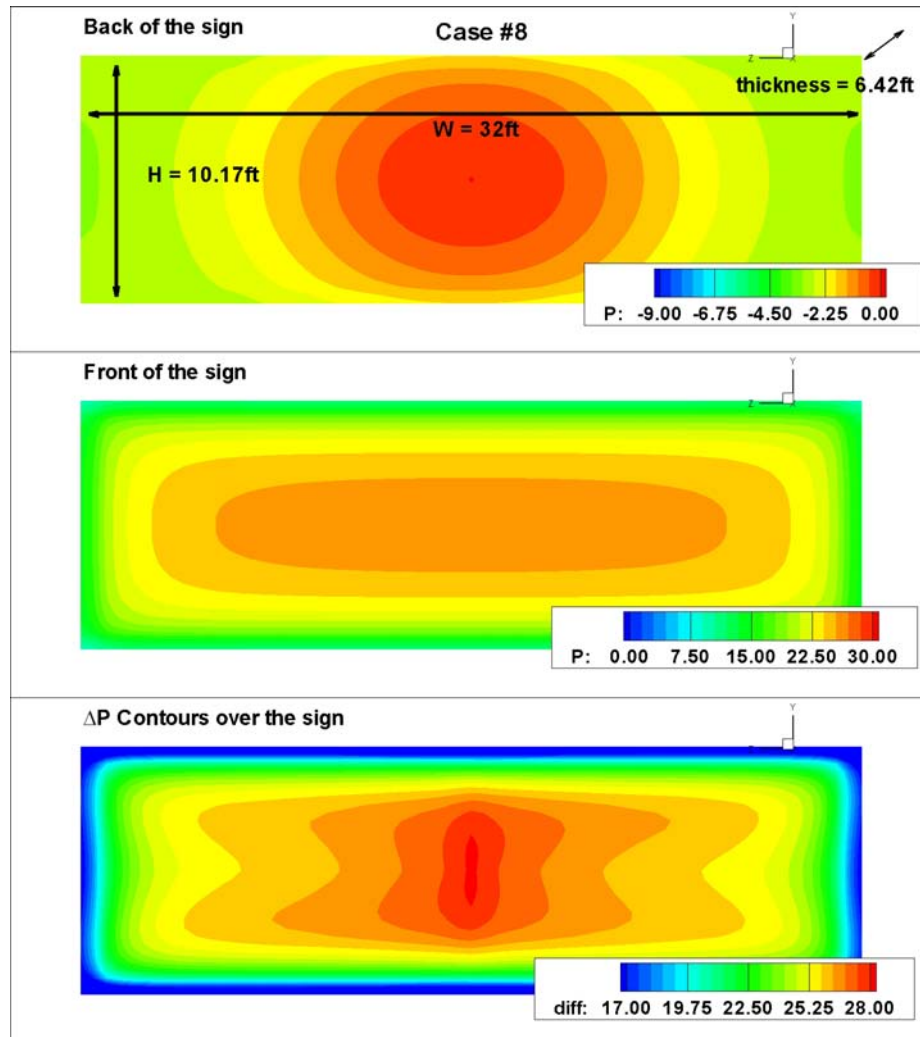 Back of the sign
Case #8
Y
Z X
thickness = 6.42ft
W = 32ft
H = 10.17ft
P: -9.00 -6.75 -4.50 -2.25 0.00
Front of the sign
Y
Z X
P: 0.00 7.50 15.00 22.50 30.00
ΔP Contours over the sign
Y
diff: 17.00 19.75 22.50 25.25 28.00